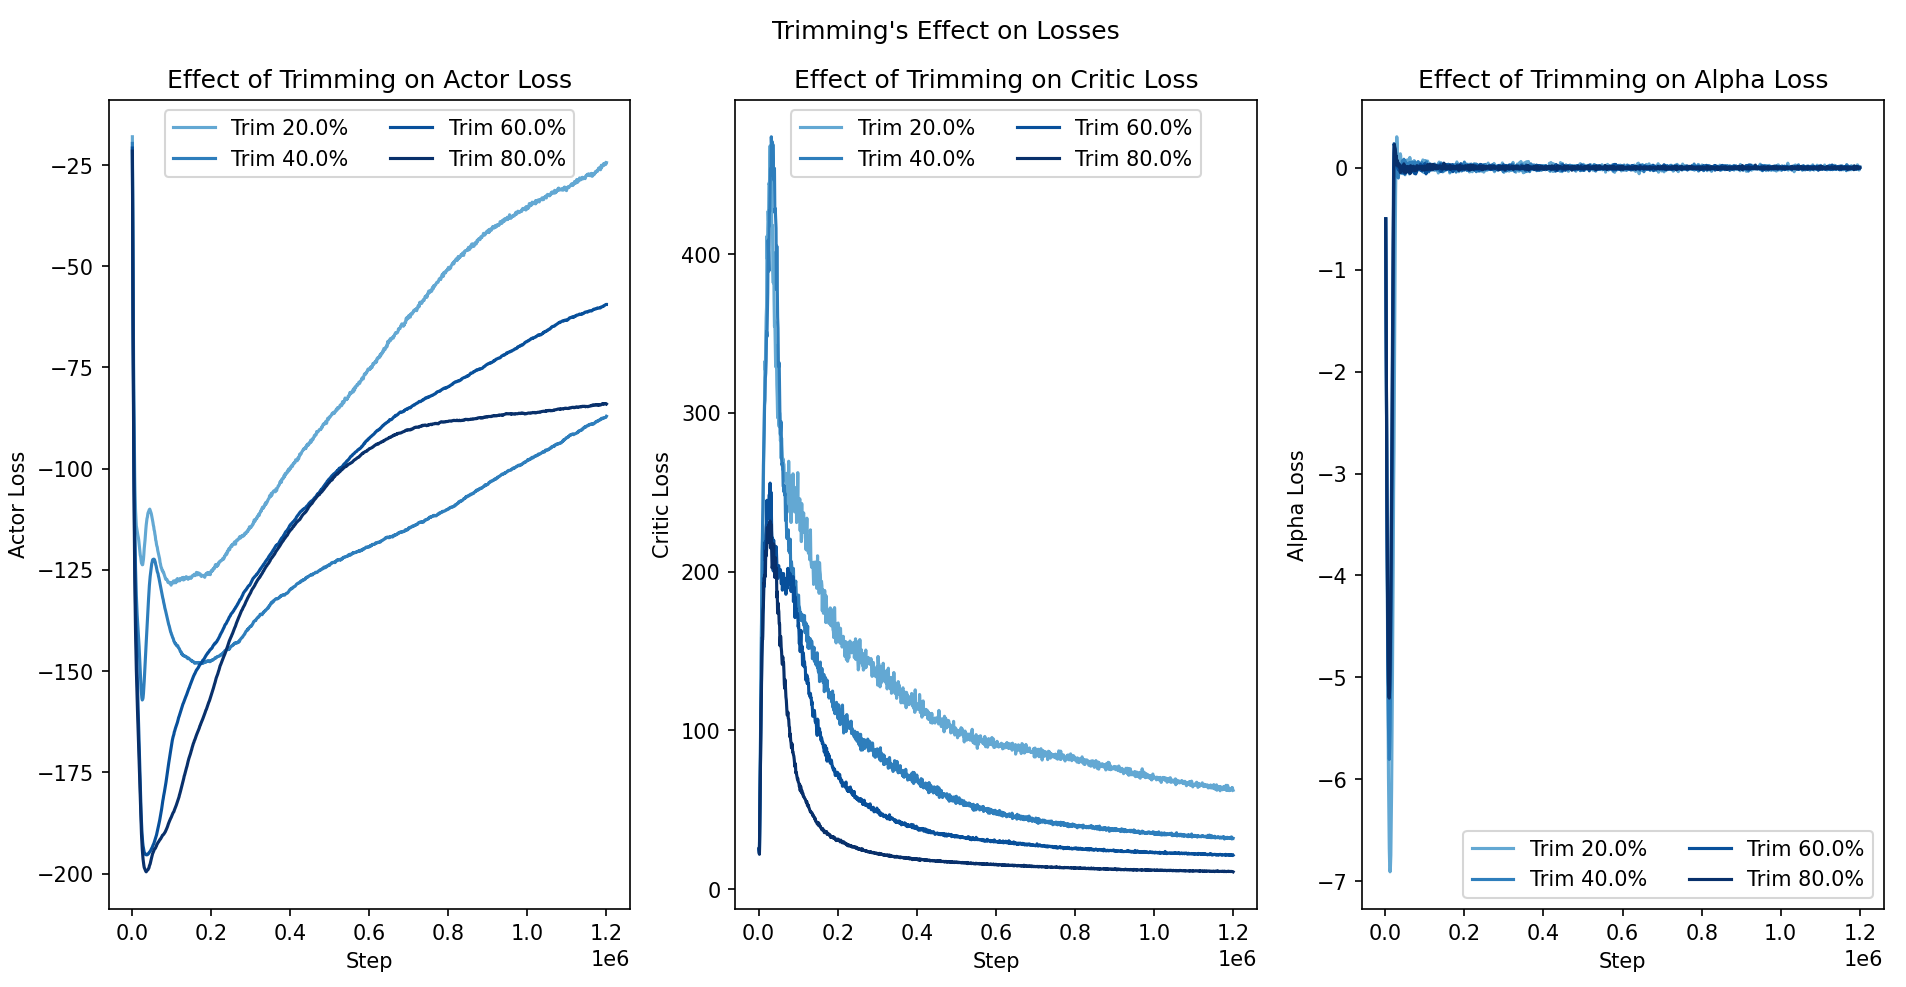 Trimming's Effect on Losses
Effect of Trimming on Actor Loss
Trim 20.0%
Trim 40.0%
Trim 60.0%
Trim 80.0%
Actor Loss
−25
−50
−75
−100
−125
−150
−175
−200
0.0 0.2 0.4 0.6 0.8 1.0 1.2
1e6
Step
Effect of Trimming on Critic Loss
Trim 20.0%
Trim 40.0%
Trim 60.0%
Trim 80.0%
Critic Loss
400
300
200
100
0
0.0 0.2 0.4 0.6 0.8 1.0 1.2
1e6
Step
Effect of Trimming on Alpha Loss
Alpha Loss
0
−1
−2
−3
−4
−5
−6
−7
Trim 20.0%
Trim 40.0%
Trim 60.0%
Trim 80.0%
0.0 0.2 0.4 0.6 0.8 1.0 1.2
1e6
Step